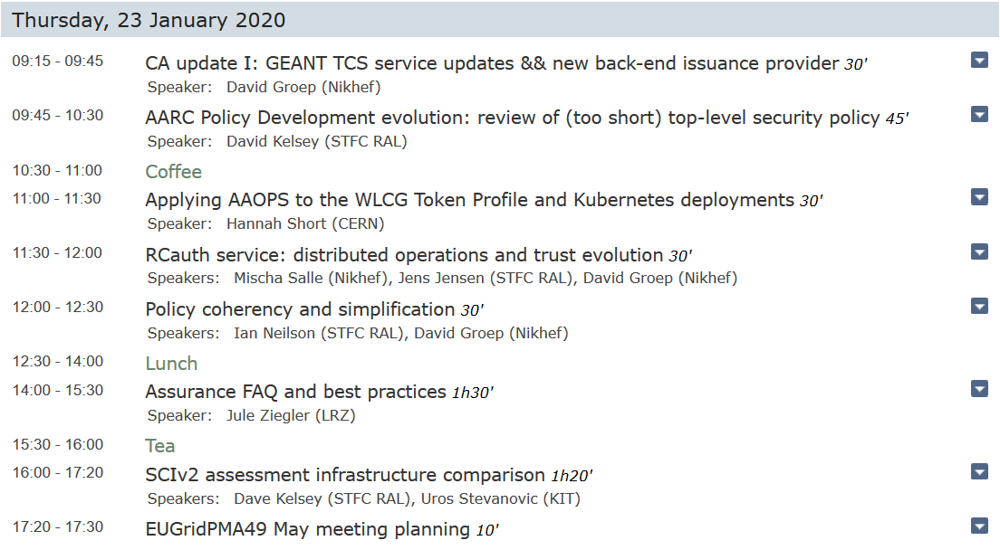 Thursday, 23 January 2020
09:15 - 09:45 CA update I: GEANT TCS service updates && new back-end issuance provider 30'
Speaker: David Groep (Nikhef)
09:45 - 10:30 AARC Policy Development evolution: review of (too short) top-level security policy 45'
Speaker: David Kelsey (STFC RAL)
10:30 - 11:00 Coffee
11:00 - 11:30 Applying AAOPS to the WLCG Token Profile and Kubernetes deployments 30'
Speaker: Hannah Short (CERN)
11:30 - 12:00 RCauth service: distributed operations and trust evolution 30'
Speakers: Mischa Salle (Nikhef), Jens Jensen (STFC RAL), David Groep (Nikhef)
12:00 - 12:30 Policy coherency and simplification 30'
Speakers: Ian Neilson (STFC RAL), David Groep (Nikhef)
12:30 - 14:00 Lunch
14:00 - 15:30 Assurance FAQ and best practices 1h30'
Speaker: Jule Ziegler (LRZ)
15:30 - 16:00 Tea
16:00 - 17:20 SCIv2 assessment infrastructure comparison 1h20'
Speakers: Dave Kelsey (STFC RAL), Uros Stevanovic (KIT)
17:20 - 17:30 EUGridPMA49 May meeting planning 10'